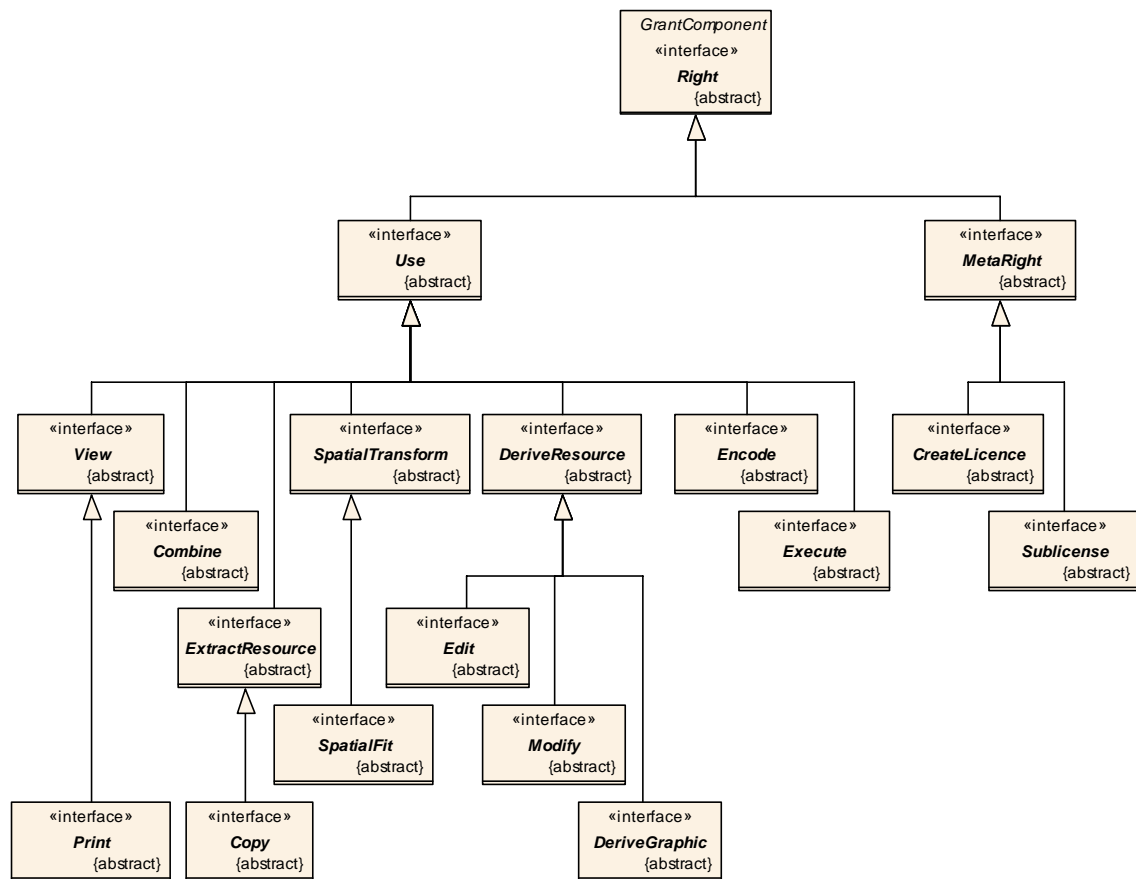 GrantComponent
«interface»
Right
{abstract}
«interface»
Use
{abstract}
«interface»
MetaRight
{abstract}
«interface»
View
{abstract}
«interface»
SpatialTransform
{abstract}
«interface»
DeriveResource
{abstract}
«interface»
Encode
{abstract}
«interface»
CreateLicence
{abstract}
«interface»
Combine
{abstract}
«interface»
Execute
{abstract}
«interface»
Sublicense
{abstract}
«interface»
ExtractResource
{abstract}
«interface»
Edit
{abstract}
«interface»
SpatialFit
{abstract}
«interface»
Modify
{abstract}
«interface»
Print
{abstract}
«interface»
Copy
{abstract}
«interface»
DeriveGraphic
{abstract}